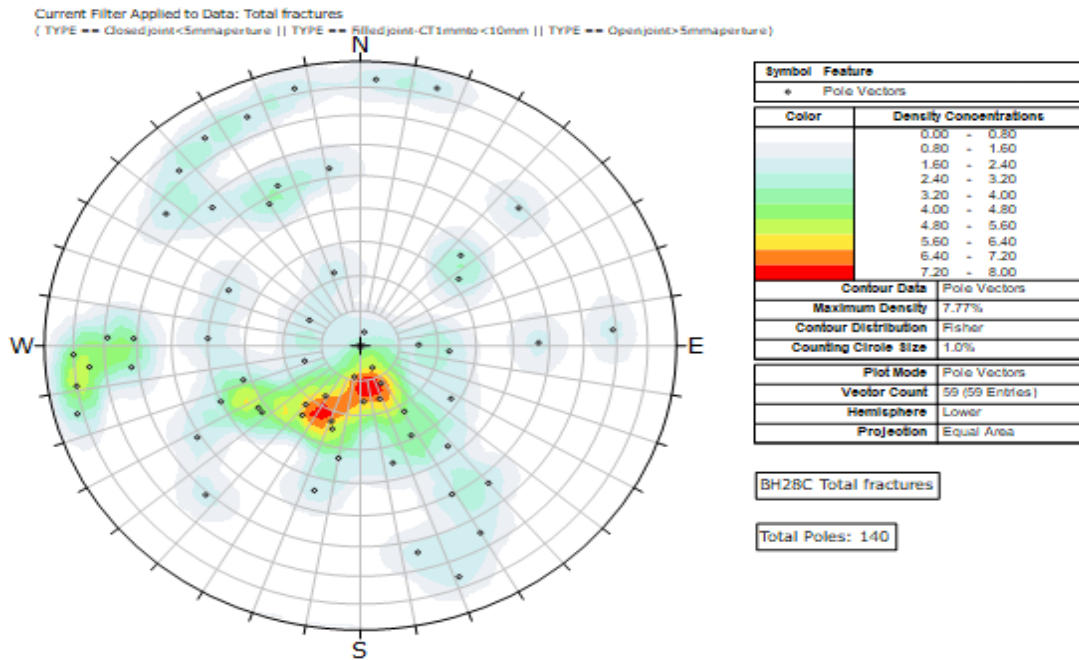 Current Filter Applied to Data: Total fractures
( TYPE == Closedjoint<5mmaperture || TYPE == Filledjoint-CT1mmto<10mm || TYPE == Openjoint>5mmaperture)
N
W
E
S
Symbol Feature
Pole Vectors
Color Density Concentrations
0.00 - 0.80
0.80 - 1.60
1.60 - 2.40
2.40 - 3.20
3.20 - 4.00
4.00 - 4.80
4.80 - 5.60
5.60 - 6.40
6.40 - 7.20
7.20 - 8.00
Contour Data Pole Vectors
Maximum Density 7.77%
Contour Distribution Fisher
Counting Circle Size 1.0%
Plot Mode Pole Vectors
Vector Count 59 (59 Entries)
Hemisphere Lower
Projection Equal Area
BH28C Total fractures
Total Poles: 140